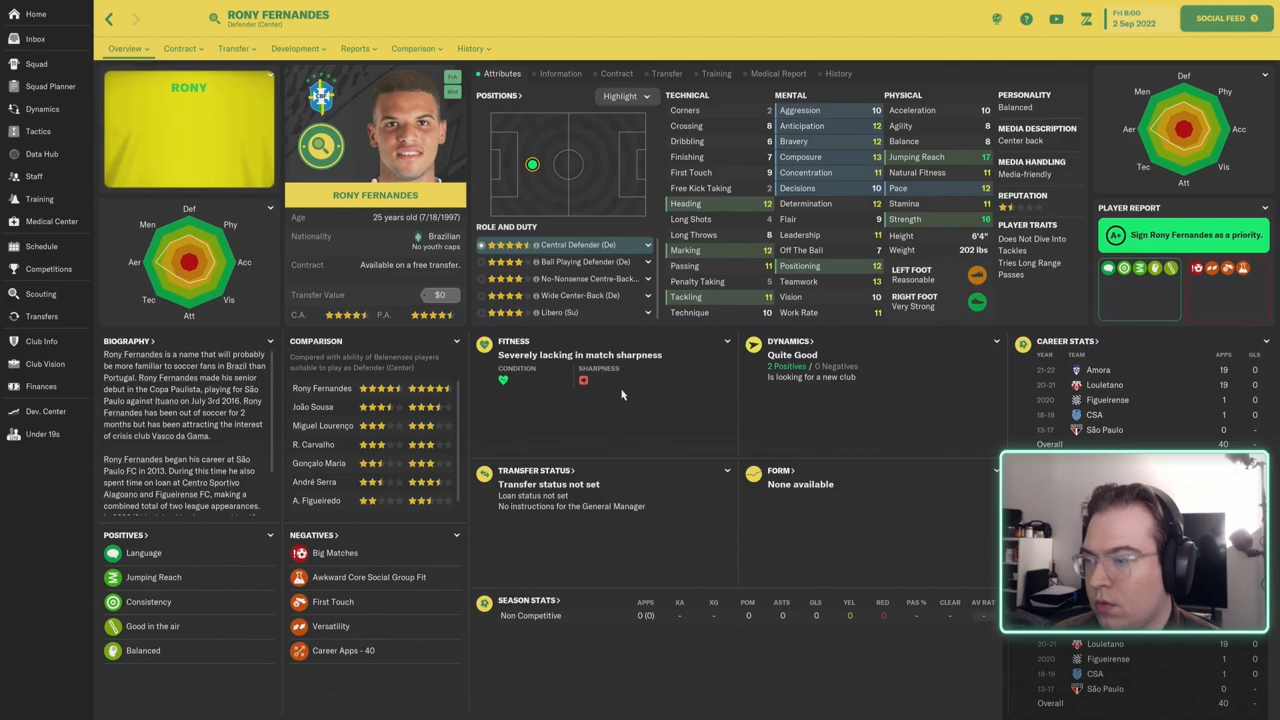 Home
Inbox
Squad
Squad Planner
Dynamics
Tactics
Data Hub
Staff
Training
Medical Center
Schedule
Competitions
Scouting
Transfers
Club Info
Club Vision
Finances
Dev. Center
Under 19s
RONY FERNANDES
Defender (Center)
Fri 8:00
2 Sep 2022
SOCIAL FEED
Overview
Contract
Transfer
Development
Reports
Comparison
History
RONY
F/A
Wnt
RONY FERNANDES
Age 25 years old (7/18/1997)
Nationality Brazilian
No youth caps
Contract Available on a free transfer.
Transfer Value $0
C.A. P.A.
Def
Men Phy
Aer Acc
Tec Vis
Att
Attributes Information Contract Transfer Training Medical Report History
POSITIONS > Highlight
ROLE AND DUTY
Central Defender (De)
Ball Playing Defender (De)
No-Nonsense Centre-Back...
Wide Center-Back (De)
Libero (Su)
TECHNICAL
Corners 2
Crossing 8
Dribbling 6
Finishing 7
First Touch 9
Free Kick Taking 2
Heading 12
Long Shots 4
Long Throws 8
Marking 12
Passing 11
Penalty Taking 5
Tackling 11
Technique 10
MENTAL
Aggression 10
Anticipation 12
Bravery 12
Composure 13
Concentration 11
Decisions 10
Determination 12
Flair 9
Leadership 11
Off The Ball 7
Positioning 12
Teamwork 13
Vision 10
Work Rate 11
PHYSICAL
Acceleration 10
Agility 8
Balance 8
Jumping Reach 17
Natural Fitness 11
Pace 12
Stamina 11
Strength 16
Height 6'4"
Weight 202 lbs
LEFT FOOT
Reasonable
RIGHT FOOT
Very Strong
PERSONALITY
Balanced
MEDIA DESCRIPTION
Center back
MEDIA HANDLING
Media-friendly
REPUTATION
PLAYER TRAITS
Does Not Dive Into
Tackles
Tries Long Range
Passes
Def
Men Phy
Aer Acc
Tec Vis
Att
PLAYER REPORT
A+ Sign Rony Fernandes as a priority.
BIOGRAPHY >
Rony Fernandes is a name that will probably
be more familiar to soccer fans in Brazil than
Portugal. Rony Fernandes made his senior
debut in the Copa Paulista, playing for São
Paulo against Ituano on July 3rd 2016. Rony
Fernandes has been out of soccer for 2
months but has been attracting the interest
of crisis club Vasco da Gama.
Rony Fernandes began his career at São
Paulo FC in 2013. During this time he also
spent time on loan at Centro Sportivo
Alagoano and Figueirense FC, making a
combined total of two league appearances.
COMPARISON >
Compared with ability of Belenenses players
suitable to play as Defender (Center)
Rony Fernandes
João Sousa
Miguel Lourenço
R. Carvalho
Gonçalo Maria
André Serra
A. Figueiredo
FITNESS
Severely lacking in match sharpness
CONDITION SHARPNESS
DYNAMICS >
Quite Good
2 Positives / 0 Negatives
Is looking for a new club
CAREER STATS >
YEAR TEAM APPS GLS
21-22 Amora 19 0
20-21 Louletano 19 0
2020 Figueirense 1 0
18-19 CSA 1 0
13-17 São Paulo 0 -
Overall 40 -
TRANSFER STATUS >
Transfer status not set
Loan status not set
No instructions for the General Manager
FORM >
None available
POSITIVES >
Language
Jumping Reach
Consistency
Good in the air
Balanced
NEGATIVES >
Big Matches
Awkward Core Social Group Fit
First Touch
Versatility
Career Apps - 40
SEASON STATS >
APPS XA XG POM ASTS GLS YEL RED PAS % CLEAR AV RAT
Non Competitive 0 (0) - - 0 0 0 0 0 - - -
20-21 Louletano 19 0
2020 Figueirense 1 0
18-19 CSA 1 0
13-17 São Paulo 0 -
Overall 40 -